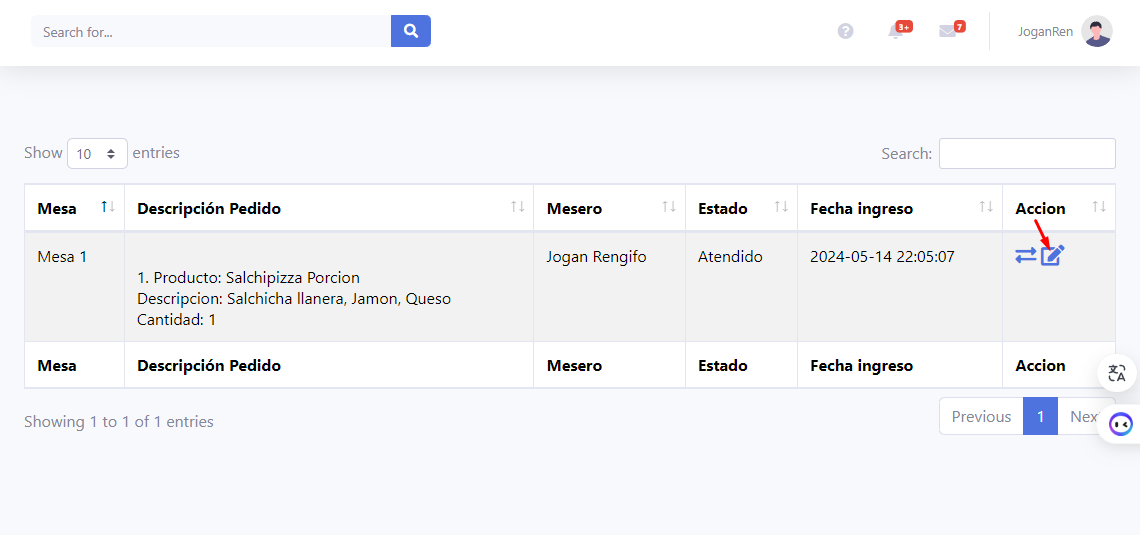 Search for...
3+
7
JoganRen
Show 10 entries
Search:
Mesa Descripción Pedido Mesero Estado Fecha ingreso Accion
Mesa 1 Jogan Rengifo Atendido 2024-05-14 22:05:07
1. Producto: Salchipizza Porcion
Descripcion: Salchicha llanera, Jamon, Queso
Cantidad: 1
Mesa Descripción Pedido Mesero Estado Fecha ingreso Accion
Showing 1 to 1 of 1 entries
Previous 1 Nex